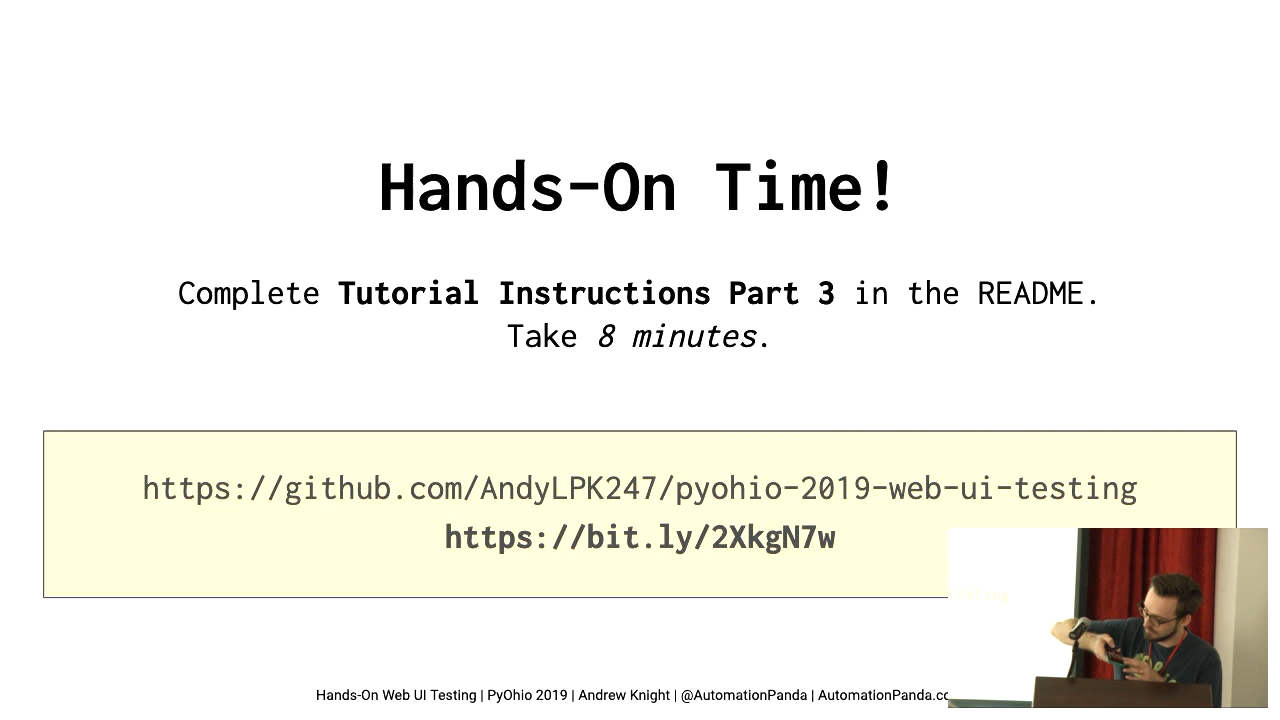 Hands-On Time!
Complete Tutorial Instructions Part 3 in the README.
Take 8 minutes.
https://github.com/AndyLPK247/pyohio-2019-web-ui-testing
https://bit.ly/2XkgN7w
Hands-On Web UI Testing | PyOhio 2019 | Andrew Knight | @AutomationPanda | AutomationPanda.co